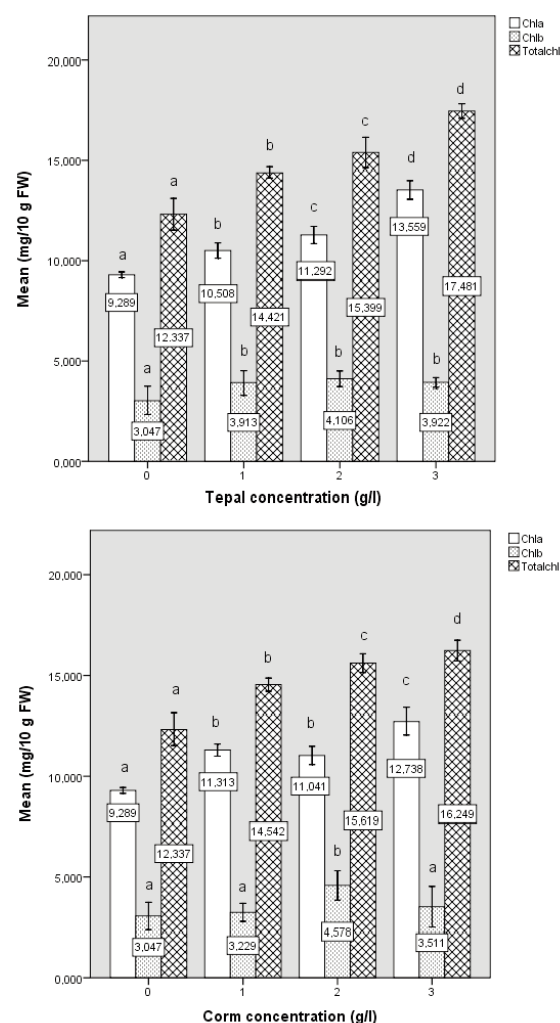 Chla
Chlb
Totalchl
20,000
15,000
10,000
5,000
0,000
Mean (mg/10 g FW)
a
a
a
b
b
b
c
b
c
d
b
d
9,289
3,047
12.337
10,508
3,913
14,421
11,292
4,106
15,399
13,559
3,922
17,481
0
1
2
3
Tepal concentration (g/l)
Chla
Chlb
Totalchl
20,000
15,000
10,000
5,000
0,000
Mean (mg/10 g FW)
a
a
a
b
a
b
b
b
c
c
a
d
9,289
3,047
12,337
11,313
3,229
14,542
11,041
4,578
15,619
12,738
3,511
16,249
0
1
2
3
Corm concentration (g/l)